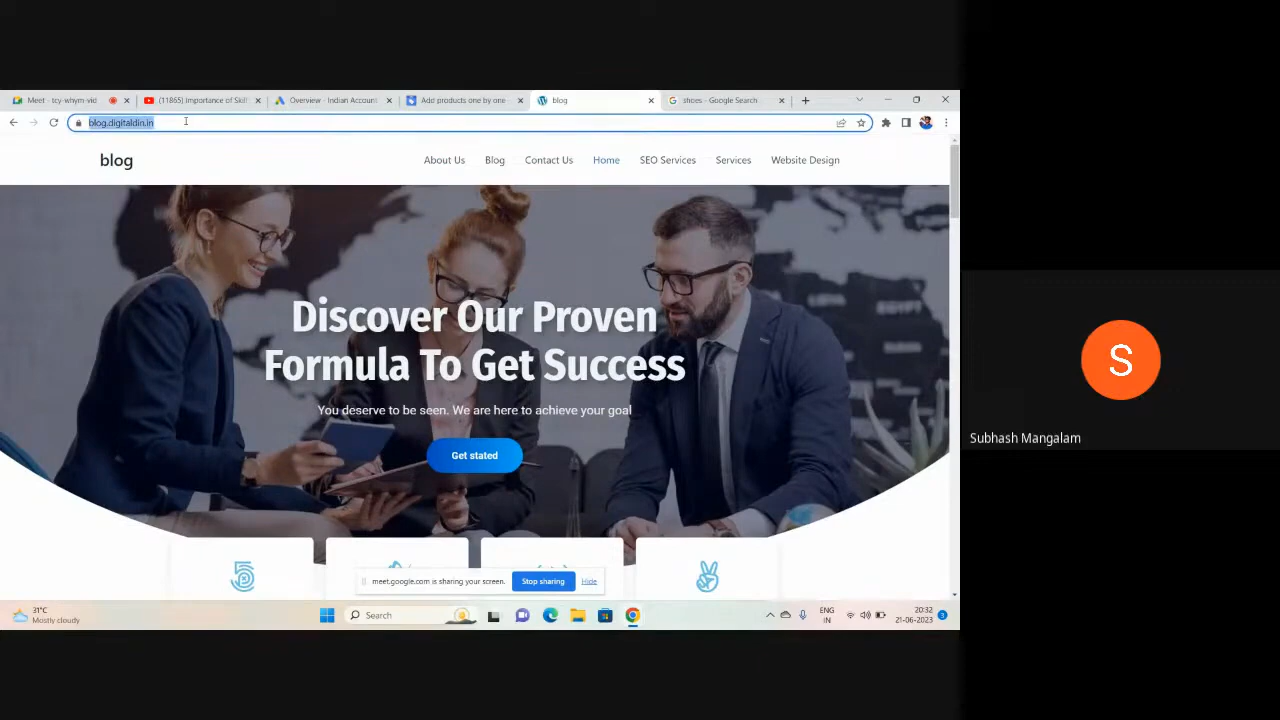 Meet - tcy-whym-vid
(11865) Importance of Skill
Overview - Indian Account
Add products one by one -
blog
shoes - Google Search
blog.digitaldin.in
blog
About Us
Blog
Contact Us
Home
SEO Services
Services
Website Design
Discover Our Proven
Formula To Get Success
You deserve to be seen. We are here to achieve your goal
Get stated
meet.google.com is sharing your screen.
Stop sharing
Hide
S
Subhash Mangalam
31°C
Mostly cloudy
Search
ENG
IN
20:32
21-06-2023
3